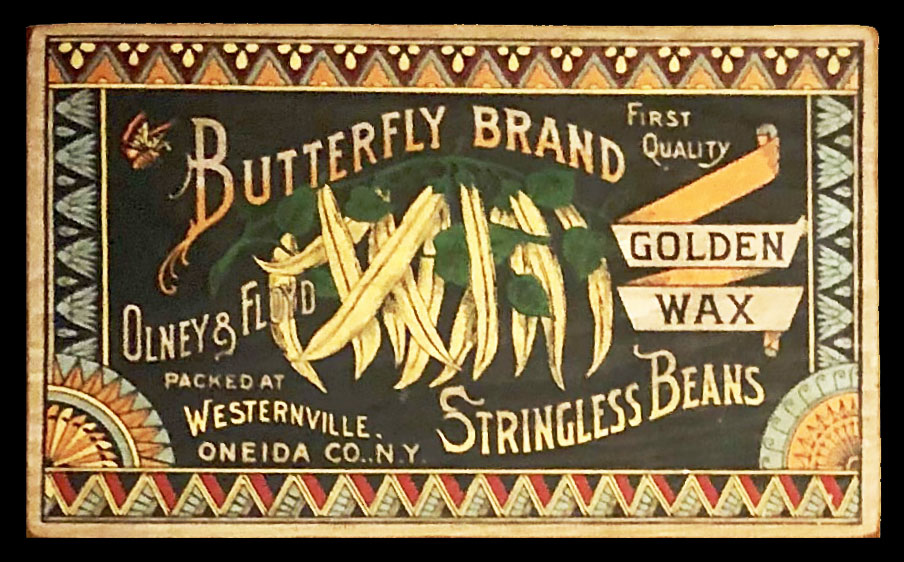 BUTTERFLY BRAND
FIRST
QUALITY
GOLDEN
WAX
OLNEY & FLOYD
PACKED AT
WESTERNVILLE.
ONEIDA CO., N.Y.
STRINGLESS BEANS